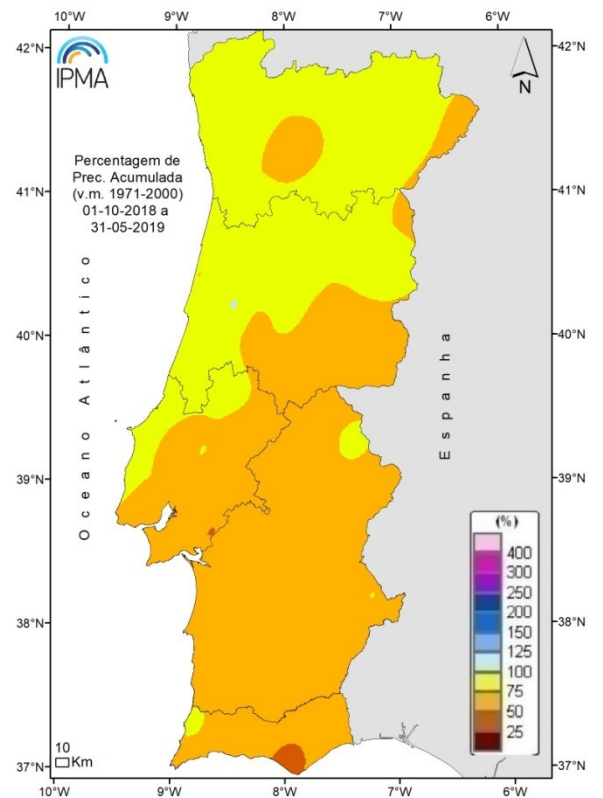 10°W 9°W 8°W 7°W 6°W
42°N 42°N
IPMA
N
Percentagem de
Prec. Acumulada
(v.m. 1971-2000)
01-10-2018 a
31-05-2019
41°N 41°N
Oceano Atlântico
Espanha
40°N 40°N
39°N 39°N
(%)
400
300
250
200
150
125
100
75
50
25
38°N 38°N
10
Km
37°N 37°N
10°W 9°W 8°W 7°W 6°W